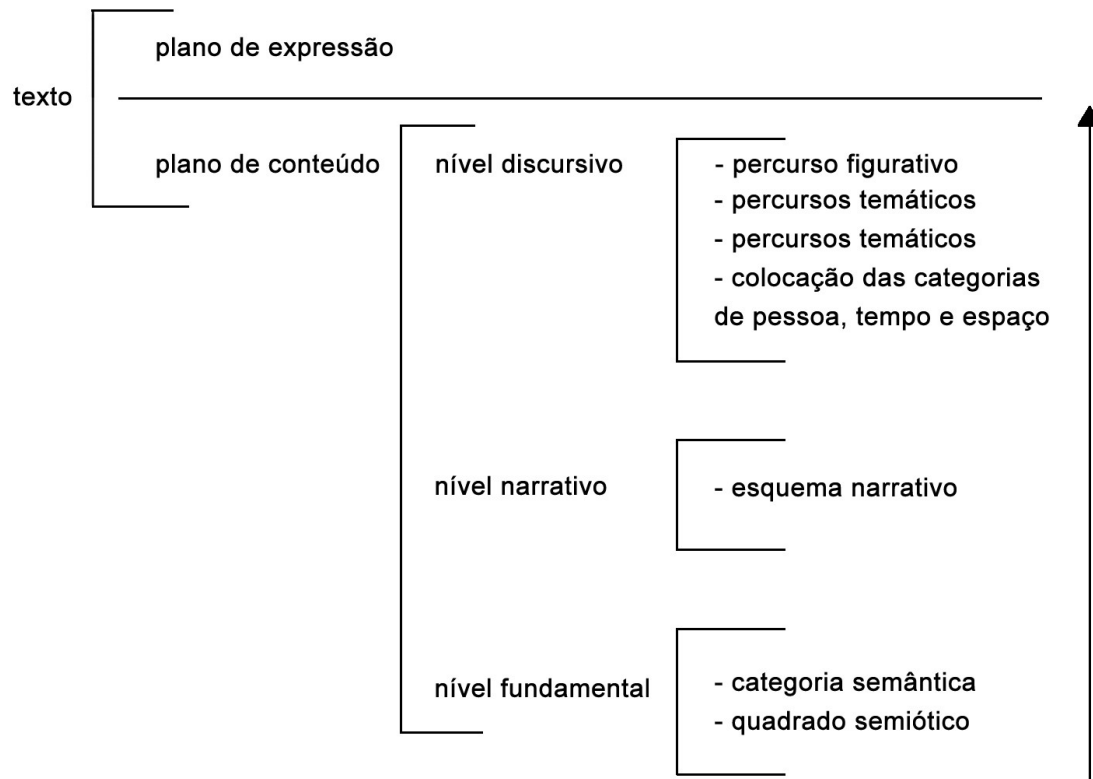 plano de expressão
texto
plano de conteúdo
nível discursivo
- percurso figurativo
- percursos temáticos
- percursos temáticos
- colocação das categorias
de pessoa, tempo e espaço
nível narrativo
- esquema narrativo
nível fundamental
- categoria semântica
- quadrado semiótico